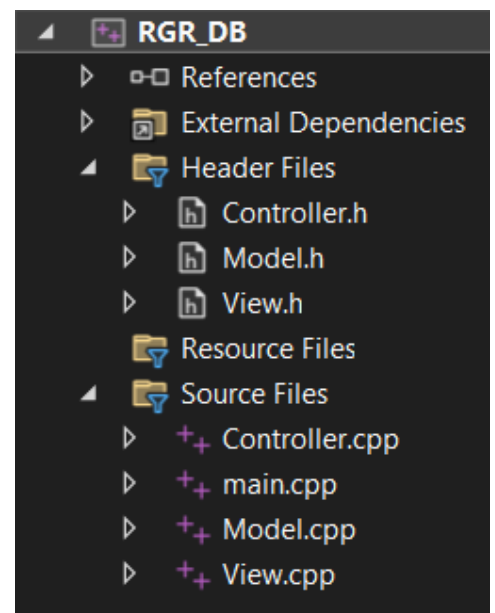 RGR_DB
References
External Dependencies
Header Files
Controller.h
Model.h
View.h
Resource Files
Source Files
Controller.cpp
main.cpp
Model.cpp
View.cpp